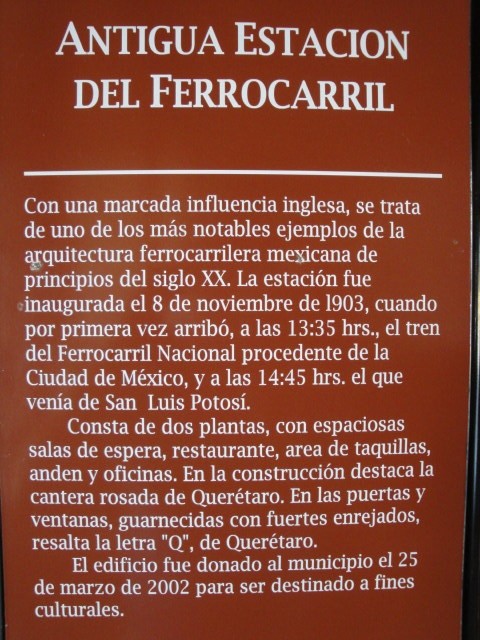 ANTIGUA ESTACION
DEL FERROCARRIL
Con una marcada influencia inglesa, se trata
de uno de los más notables ejemplos de la
arquitectura ferrocarrilera mexicana de
principios del siglo XX. La estación fue
inaugurada el 8 de noviembre de l903, cuando
por primera vez arribó, a las 13:35 hrs., el tren
del Ferrocarril Nacional procedente de la
Ciudad de México, y a las 14:45 hrs. el que
venía de San Luis Potosí.
Consta de dos plantas, con espaciosas
salas de espera, restaurante, area de taquillas,
anden y oficinas. En la construcción destaca la
cantera rosada de Querétaro. En las puertas y
ventanas, guarnecidas con fuertes enrejados,
resalta la letra "Q", de Querétaro.
El edificio fue donado al municipio el 25
de marzo de 2002 para ser destinado a fines
culturales.